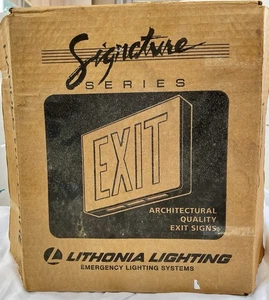 Signature
SERIES
EXIT
ARCHITECTURAL
QUALITY
EXIT SIGNS
LITHONIA LIGHTING
EMERGENCY LIGHTING SYSTEMS